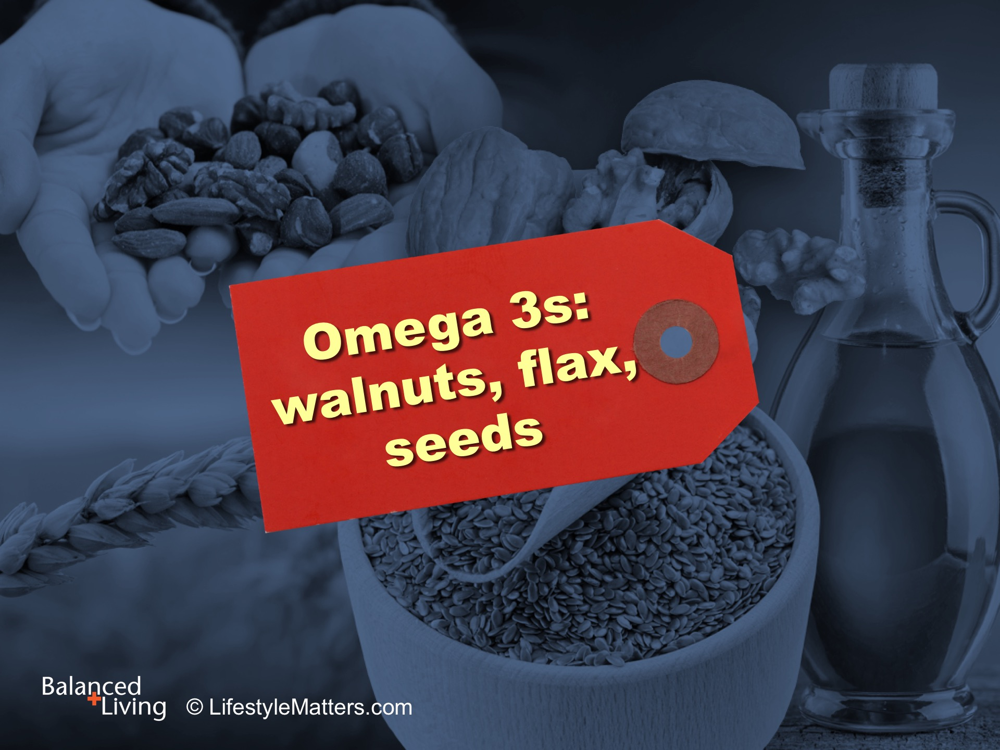 Omega 3s:
walnuts, flax,
seeds
Balanced
+Living
© LifestyleMatters.com